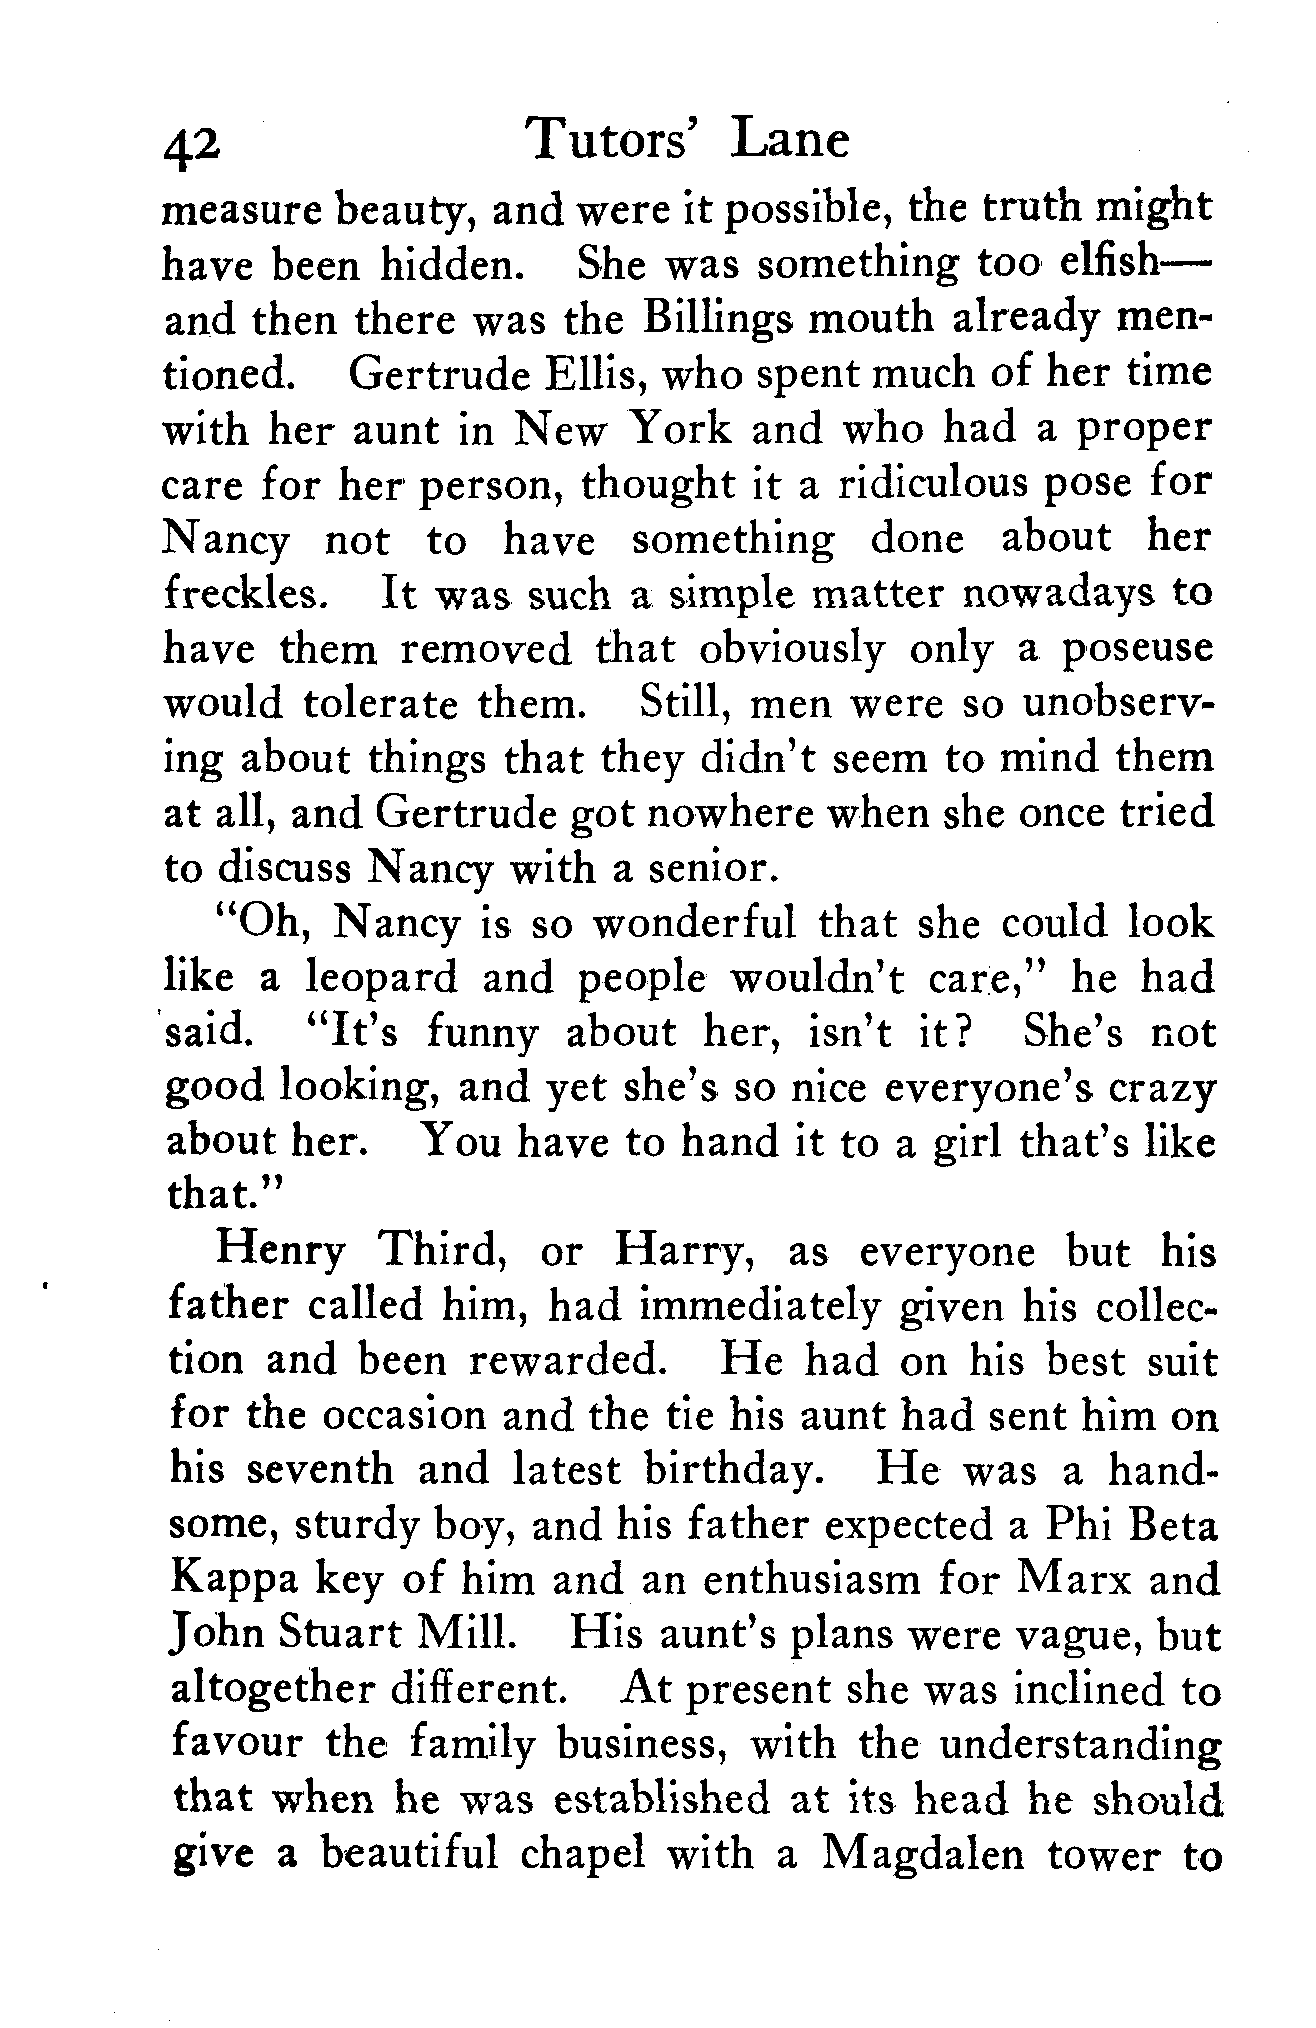 42 Tutors' Lane
measure beauty, and were it possible, the truth might
have been hidden. She was something too elfish—
and then there was the Billings mouth already men-
tioned. Gertrude Ellis, who spent much of her time
with her aunt in New York and who had a proper
care for her person, thought it a ridiculous pose for
Nancy not to have something done about her
freckles. It was such a simple matter nowadays to
have them removed that obviously only a poseuse
would tolerate them. Still, men were so unobserv-
ing about things that they didn't seem to mind them
at all, and Gertrude got nowhere when she once tried
to discuss Nancy with a senior.
"Oh, Nancy is so wonderful that she could look
like a leopard and people wouldn't care," he had
said. "It's funny about her, isn't it? She's not
good looking, and yet she's so nice everyone's crazy
about her. You have to hand it to a girl that's like
that."
Henry Third, or Harry, as everyone but his
father called him, had immediately given his collec-
tion and been rewarded. He had on his best suit
for the occasion and the tie his aunt had sent him on
his seventh and latest birthday. He was a hand-
some, sturdy boy, and his father expected a Phi Beta
Kappa key of him and an enthusiasm for Marx and
John Stuart Mill. His aunt's plans were vague, but
altogether different. At present she was inclined to
favour the family business, with the understanding
that when he was established at its head he should
give a beautiful chapel with a Magdalen tower to